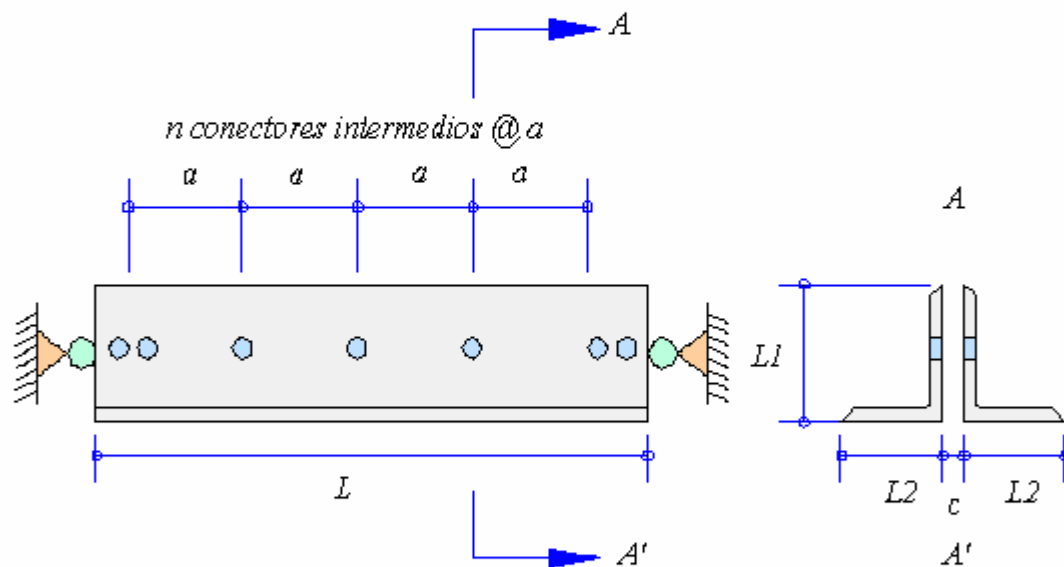 A
n conectores intermedios @ a
a a a a
A
L1
L
L2 c L2
A' A'